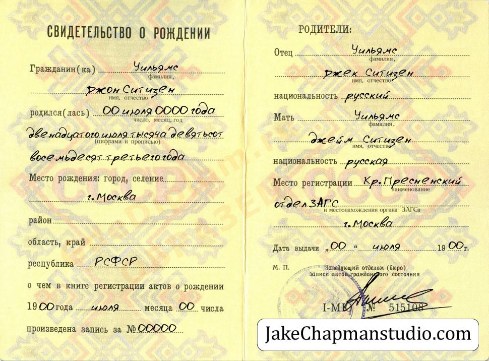 СВИДЕТЕЛЬСТВО О РОЖДЕНИИ
Гражданин(ка) Уильямс
фамилия,
джон Ситизен
имя, отчество
родился(лась) 00 июля 0000 года
число, месяц, год
двенадцатого июля тысяча девятьсот
(цифрами и прописью)
восемьдесят третьего года
Место рождения: город, селение
г. Москва
район
область, край
республика РСФСР
о чем в книге регистрации актов о рождении
1900 года июля месяца 00 числа
произведена запись за № 00000
РОДИТЕЛИ:
Отец Уильямс
фамилия,
джек Ситизен
имя, отчество
национальность русский
Мать Уильямс
фамилия,
джейм Ситизен
имя, отчество
национальность русская
Место регистрации Кр. Пресненский
наименование
отдел ЗАГС
и местонахождение органа ЗАГСа
г. Москва
Дата выдачи "00" июля 1900г.
М. П. Заведующий отделом (бюро)
записи актов гражданского состояния
№ 515108
JakeChapmanstudio.com